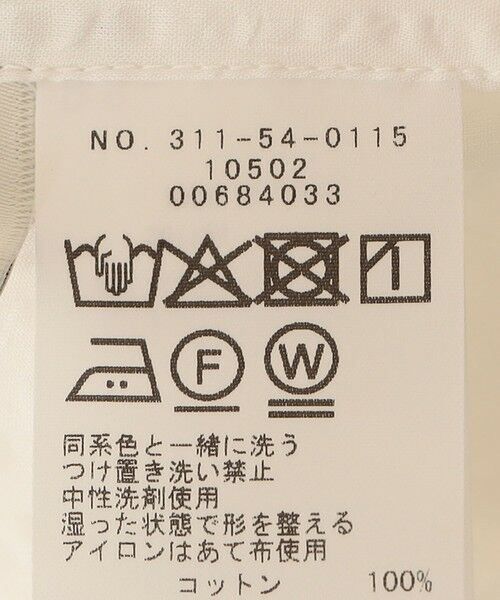 NO. 311-54-0115
10502
00684033
F W
同系色と一緒に洗う
つけ置き洗い禁止
中性洗剤使用
湿った状態で形を整える
アイロンはあて布使用
コットン 100%